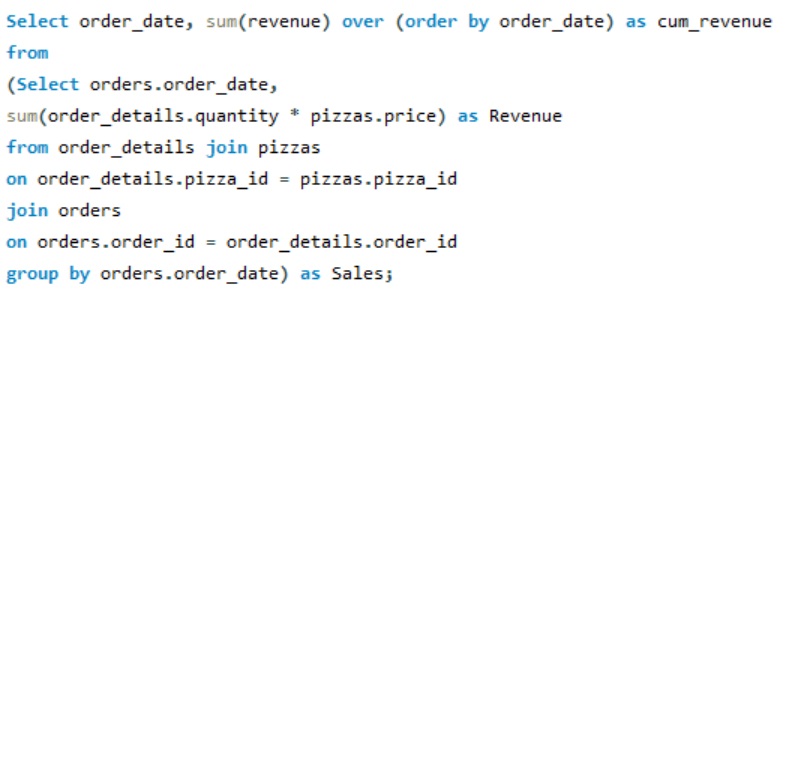 Select order_date, sum(revenue) over (order by order_date) as cum_revenue
from
(Select orders.order_date,
sum(order_details.quantity * pizzas.price) as Revenue
from order_details join pizzas
on order_details.pizza_id = pizzas.pizza_id
join orders
on orders.order_id = order_details.order_id
group by orders.order_date) as Sales;